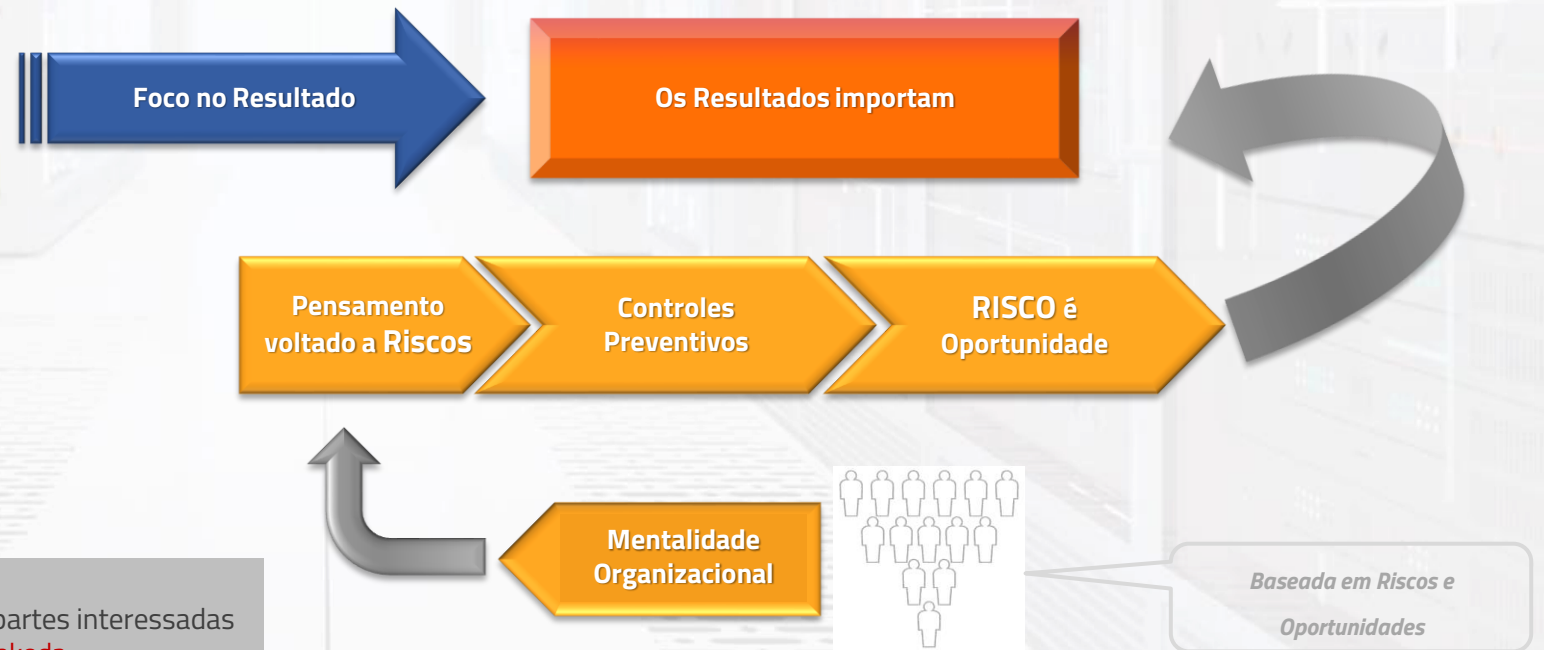 Foco no Resultado
Os Resultados importam
Pensamento
voltado a Riscos
Controles
Preventivos
RISCO é
Oportunidade
Mentalidade
Organizacional
Baseada em Riscos e
Oportunidades
partes interessadas